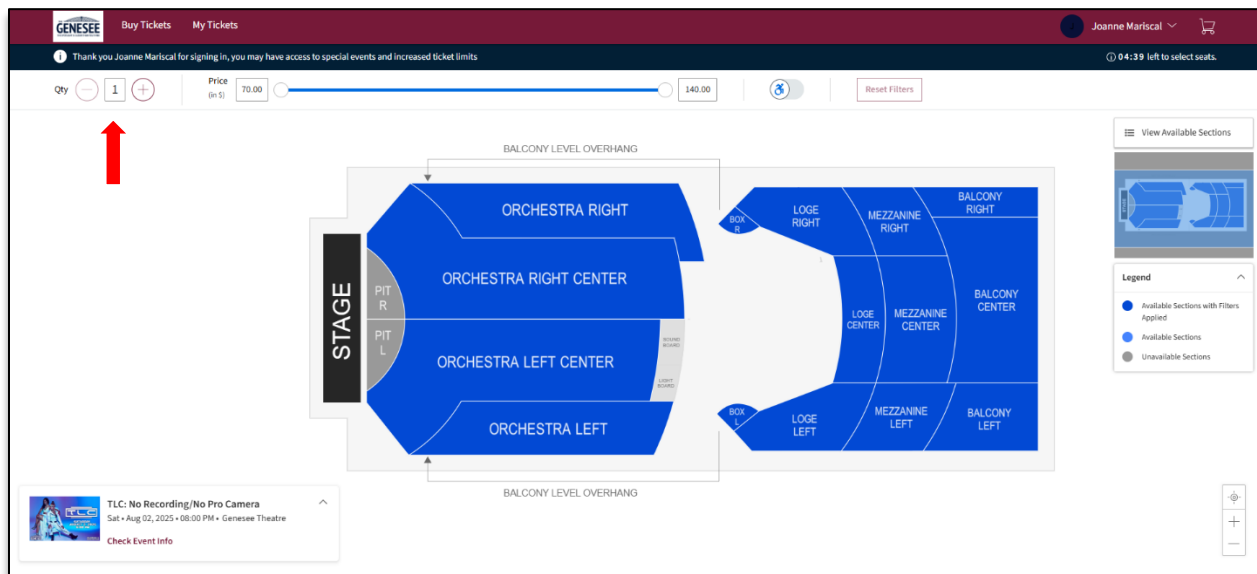 GENESEE
Buy Tickets
My Tickets
Joanne Mariscal
Thank you Joanne Mariscal for signing in, you may have access to special events and increased ticket limits
04:39 left to select seats.
Qty
1
Price
(in $)
70.00
140.00
Reset Filters
View Available Sections
BALCONY LEVEL OVERHANG
ORCHESTRA RIGHT
BOX
R
LOGE
RIGHT
MEZZANINE
RIGHT
BALCONY
RIGHT
STAGE
PIT
R
ORCHESTRA RIGHT CENTER
PIT
L
ORCHESTRA LEFT CENTER
SOUND
BOARD
LIGHT
BOARD
LOGE
CENTER
MEZZANINE
CENTER
BALCONY
CENTER
ORCHESTRA LEFT
BOX
L
LOGE
LEFT
MEZZANINE
LEFT
BALCONY
LEFT
BALCONY LEVEL OVERHANG
STAGE
Legend
Available Sections with Filters
Applied
Available Sections
Unavailable Sections
TLC
TLC: No Recording/No Pro Camera
Sat • Aug 02, 2025 • 08:00 PM • Genesee Theatre
Check Event Info